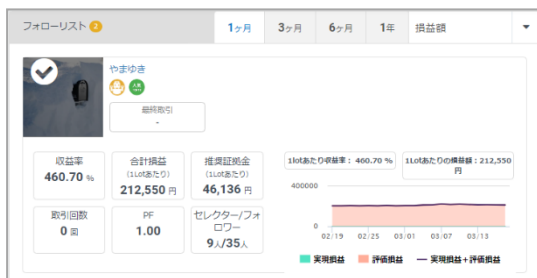 フォローリスト 2
1ヶ月 3ヶ月 6ヶ月 1年 損益額
やまゆき
最終取引
-
収益率
460.70 %
合計損益
(1Lotあたり)
212,550 円
推奨証拠金
(1Lotあたり)
46,136 円
取引回数
0 回
PF
1.00
セレクター/フォ
ロワー
9人/35人
1lotあたり収益率: 460.70 %
1Lotあたりの損益額:212,550
円
400000
0
02/19 02/25 03/01 03/07 03/13
実現損益 評価損益 実現損益+評価損益